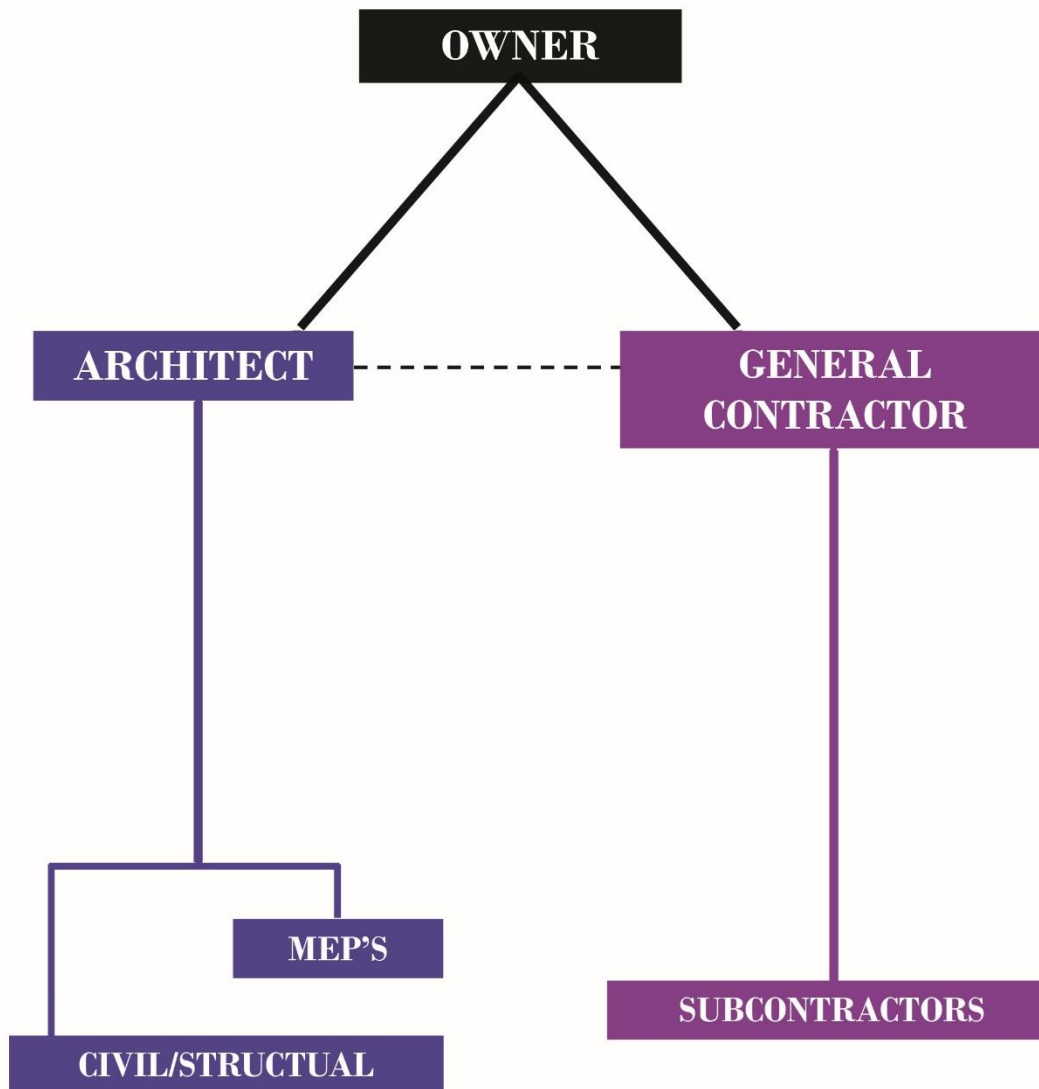 OWNER
ARCHITECT
GENERAL
CONTRACTOR
MEP'S
SUBCONTRACTORS
CIVIL/STRUCTUAL